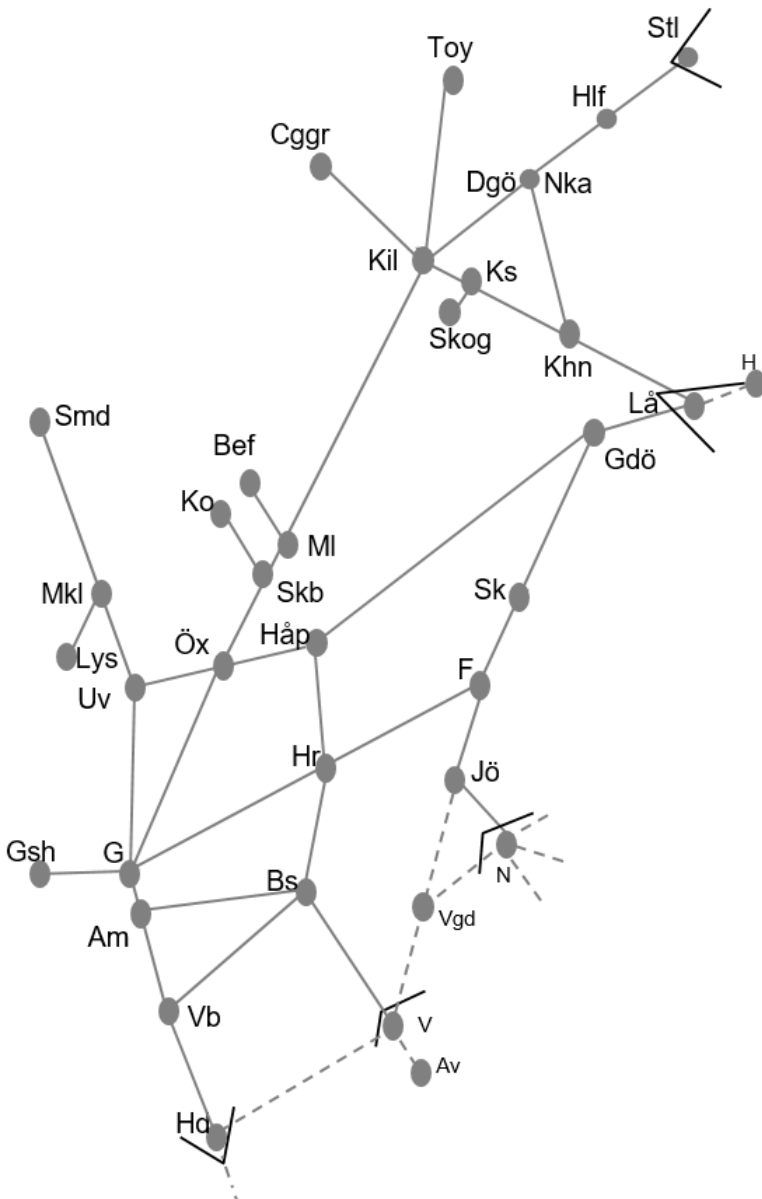 Stl
Toy
Hlf
Cggr
Dgö
Nka
Kil
Ks
Skog
Khn
H
Lå
Gdö
Smd
Bef
Ko
Ml
Mkl
Skb
Sk
Öx
Håp
Lys
Uv
F
Hr
Jö
Gsh
G
Bs
N
Am
Vgd
Vb
V
Av
Hd